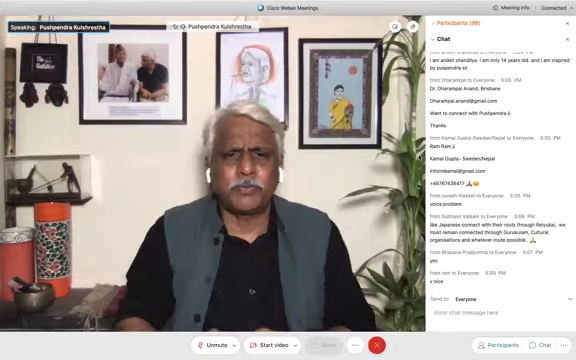 Cisco Webex Meetings
Meeting info
Connected
Speaking: Pushpendra Kulshrestha
Pushpendra Kulshrestha
Participants (98)
Chat
The Godfather
i am aniket chandilya. i am only 14 years old. and i am inspired
by puspendra sir.
from Dharampal to Everyone: 5:05 PM
Dr. Dharampal Anand, Brisbane
Dharampal.anand@gmail.com
Want to connect with Pushpendra ji.
Thanks
from Kamal Gupta-Sweden/Nepal to Everyone: 5:05 PM
Ram Ram ji
Kamal Gupta- Sweden/Nepal
Informkamal@gmail.com
+46767436417 🙏😊
from suresh thakker to Everyone: 5:06 PM
voice problem
from Subhash Vatsain to Everyone: 5:06 PM
like Japanese connect with their roots through Reiyukai, we
must remain connected through Gurukulam, Cultural
organisations and whatever route possible.. 🙏
from Bhavana Pradyumna to Everyone: 5:07 PM
yes
from ram to Everyone: 5:09 PM
v nice
Send to: Everyone
Enter chat message here
Unmute
Start video
Share
Participants
Chat